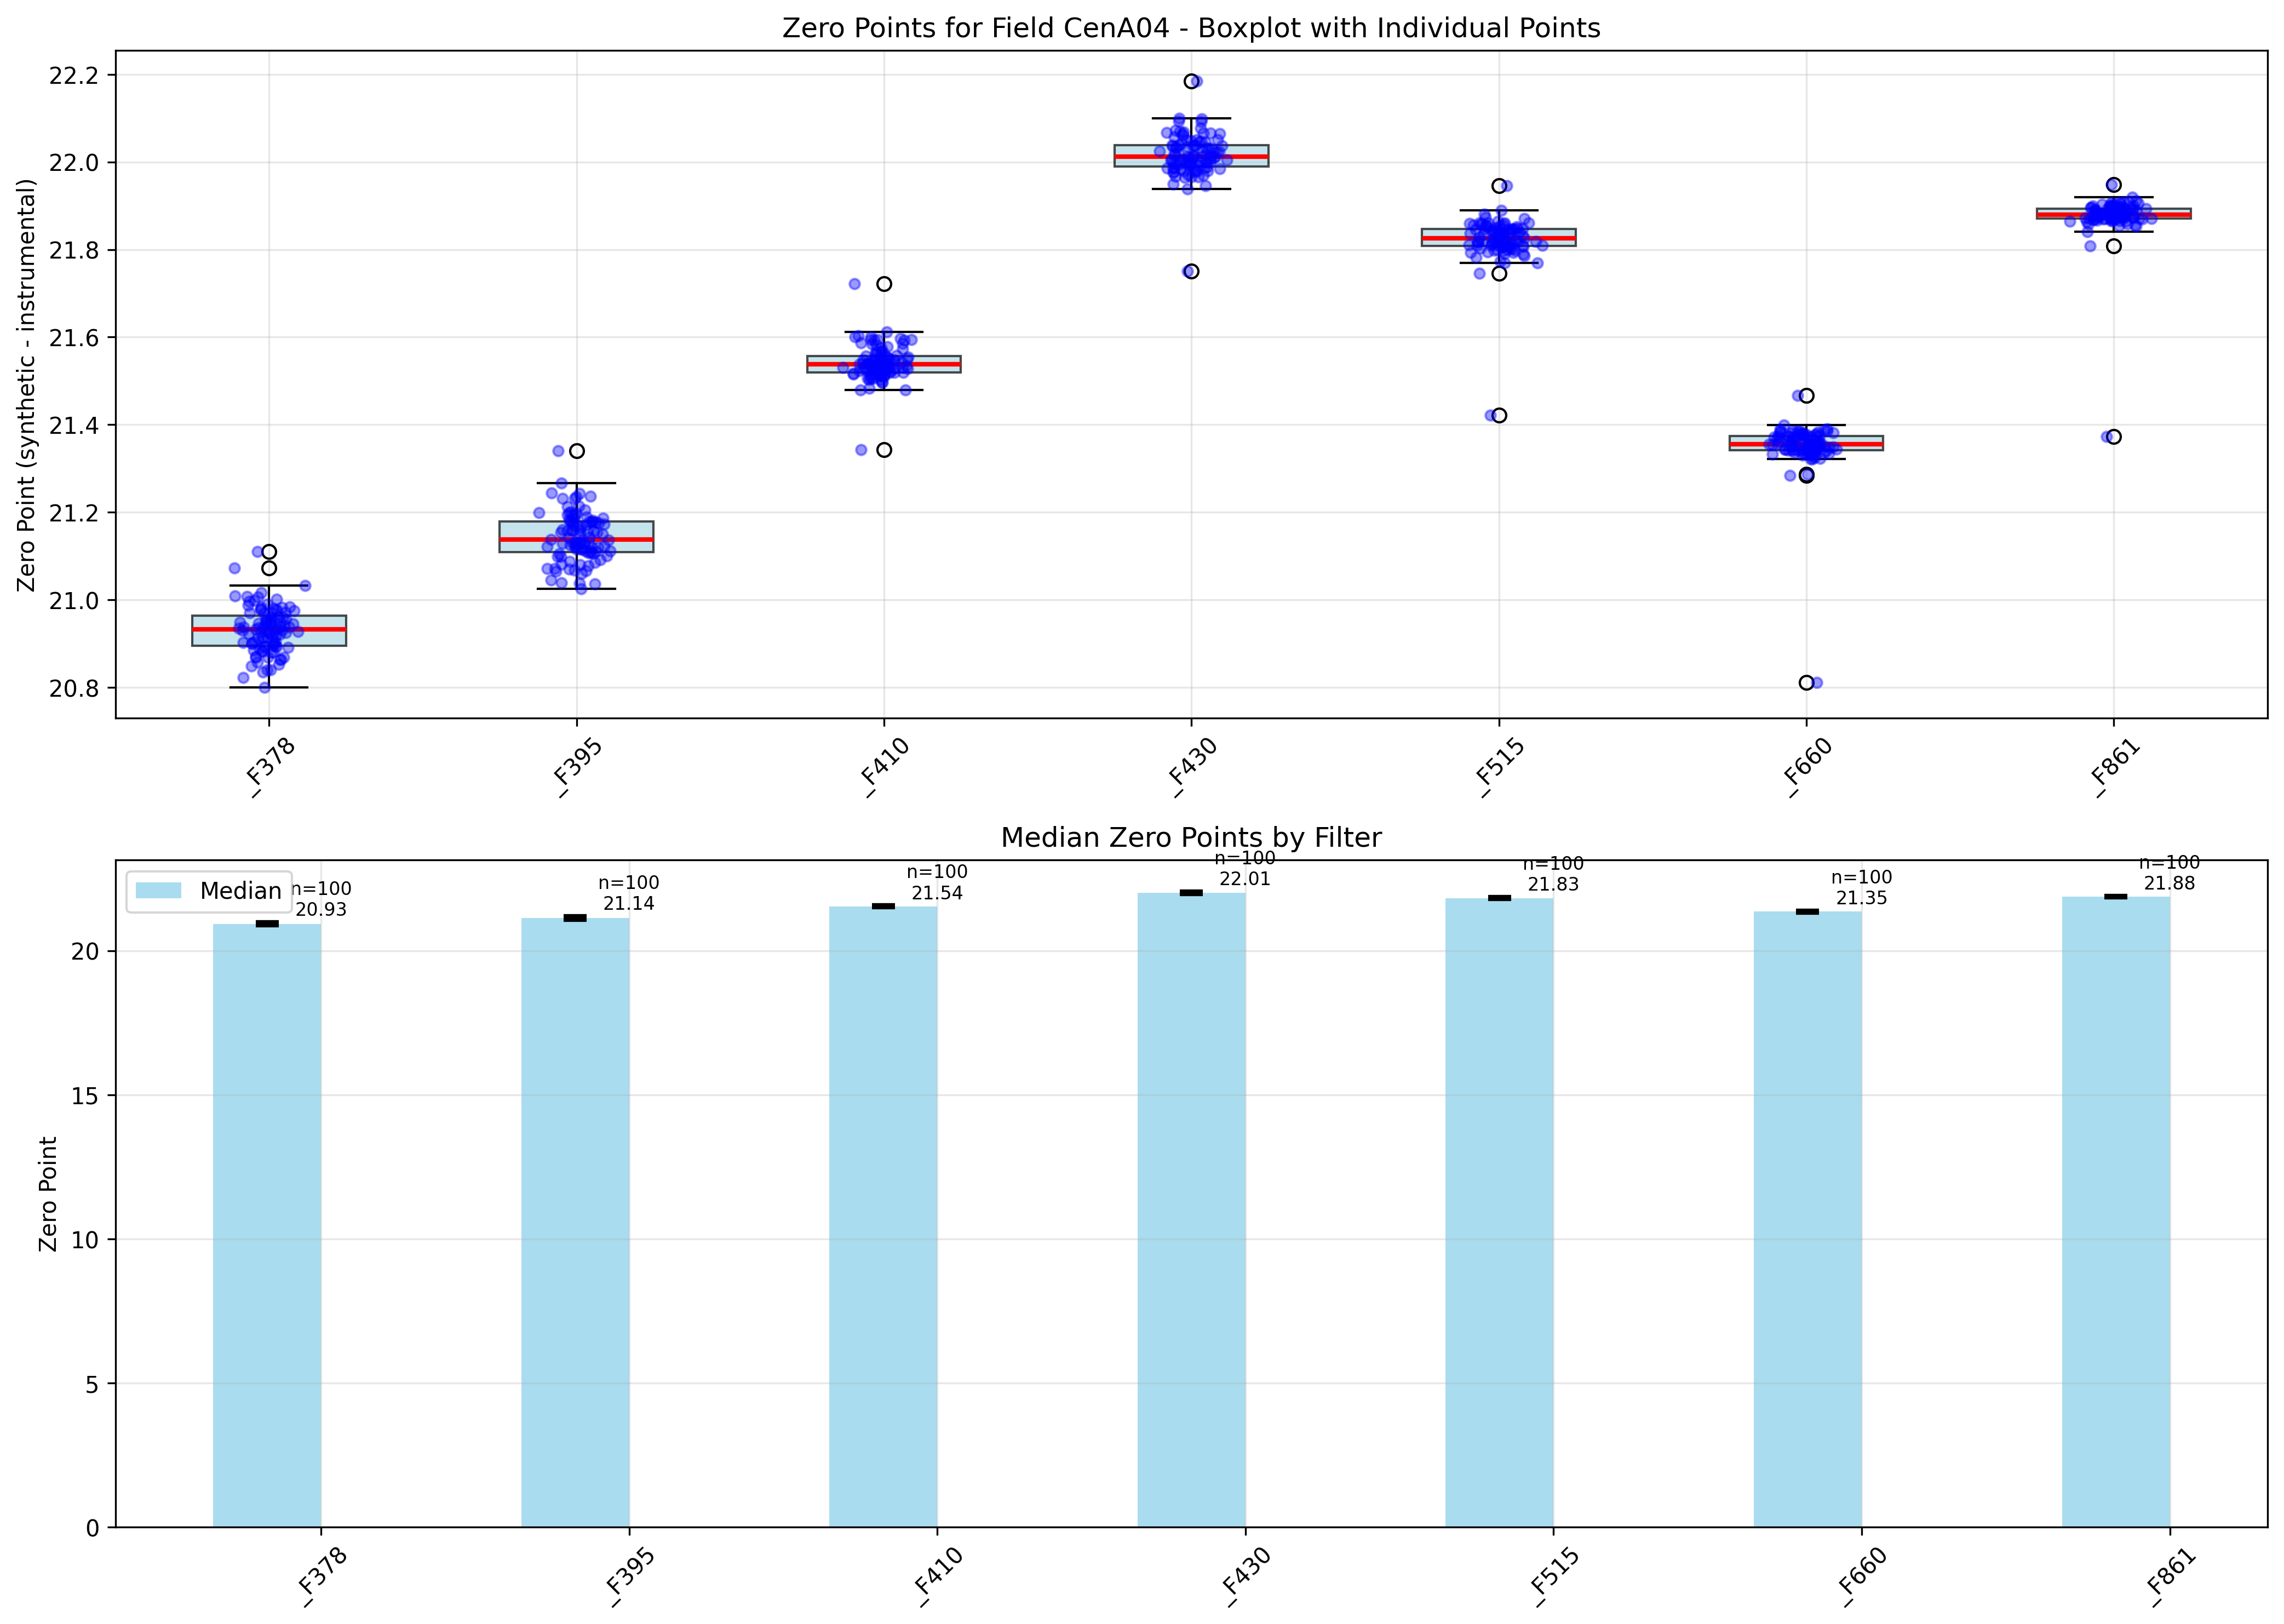 Zero Points for Field CenA04 - Boxplot with Individual Points
Zero Point (synthetic - instrumental)
22.2
22.0
21.8
21.6
21.4
21.2
21.0
20.8
_F378
_F395
_F410
_F430
_F515
_F660
_F861
Median Zero Points by Filter
Zero Point
20
15
10
5
0
Median
n=100
20.93
n=100
21.14
n=100
21.54
n=100
22.01
n=100
21.83
n=100
21.35
n=100
21.88
_F378
_F395
_F410
_F430
_F515
_F660
_F861